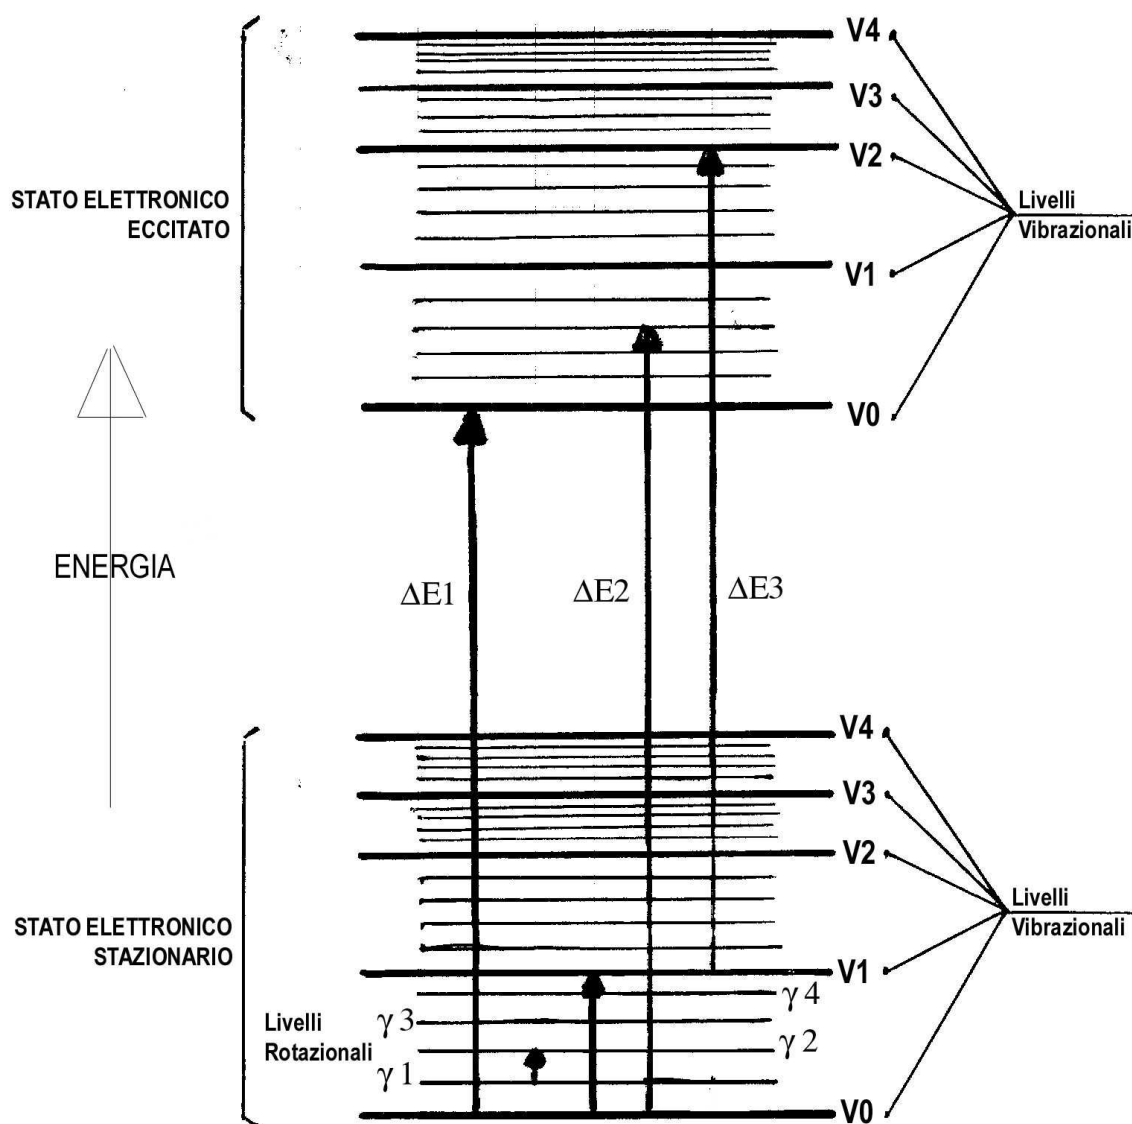 V4
V3
V2
STATO ELETTRONICO
ECCITATO
Livelli
Vibrazionali
V1
V0
ENERGIA
ΔE1
ΔE2
ΔE3
V4
V3
V2
STATO ELETTRONICO
STAZIONARIO
Livelli
Vibrazionali
V1
γ 4
Livelli
Rotazionali
γ 3
γ 2
γ 1
V0